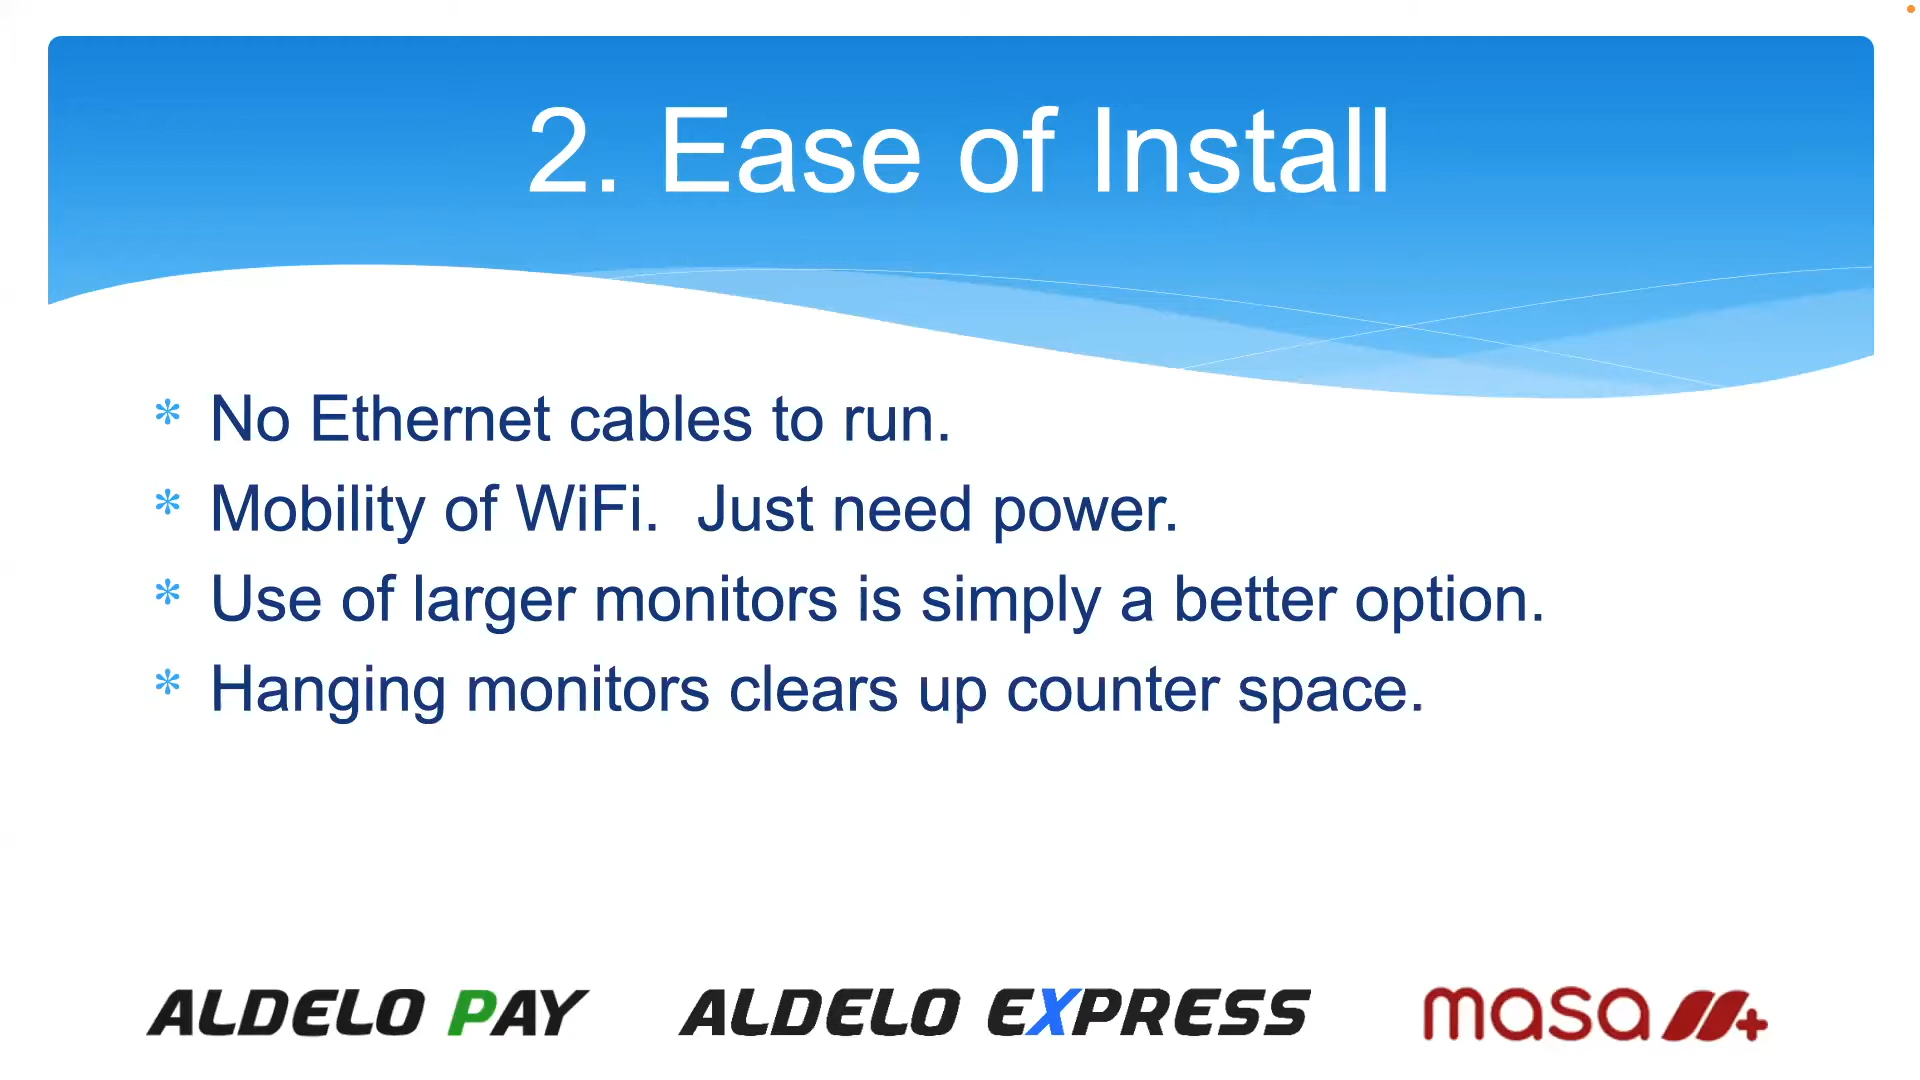 2. Ease of Install
* No Ethernet cables to run.
* Mobility of WiFi.  Just need power.
* Use of larger monitors is simply a better option.
* Hanging monitors clears up counter space.
ALDELO PAY ALDELO EXPRESS masa